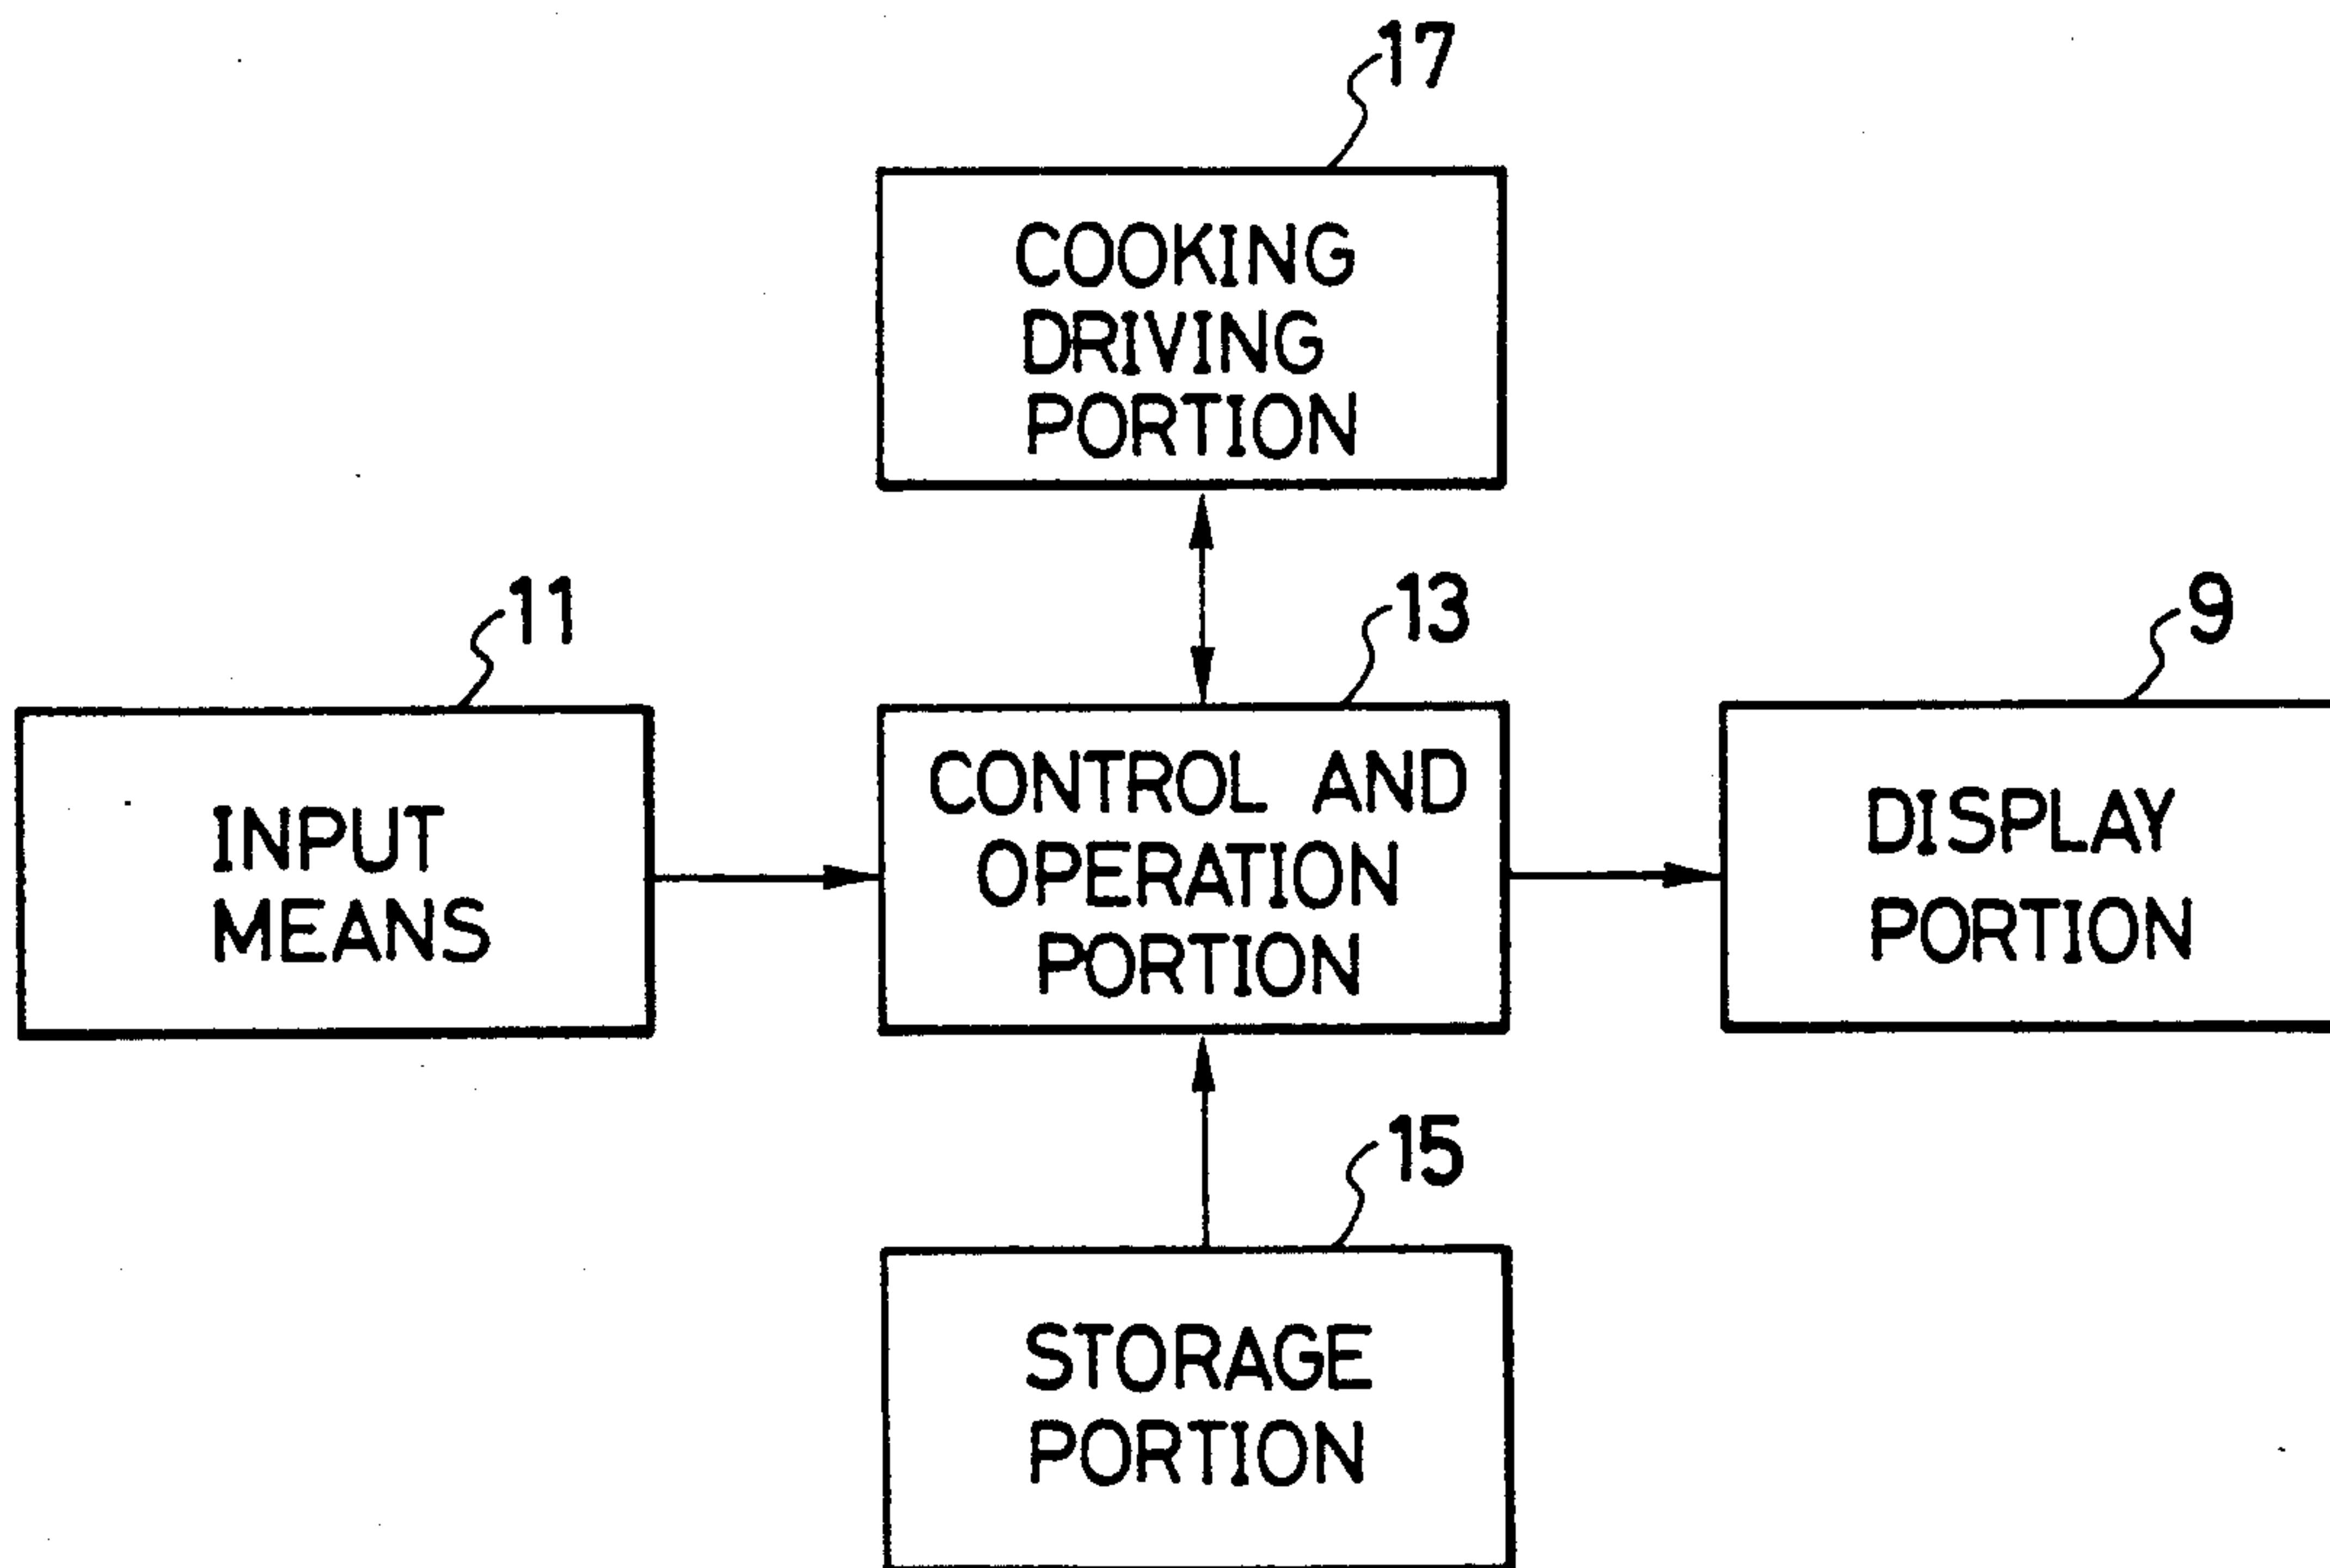 17
COOKING
DRIVING
PORTION
11
13
9
INPUT
MEANS
CONTROL AND
OPERATION
PORTION
DISPLAY
PORTION
15
STORAGE
PORTION